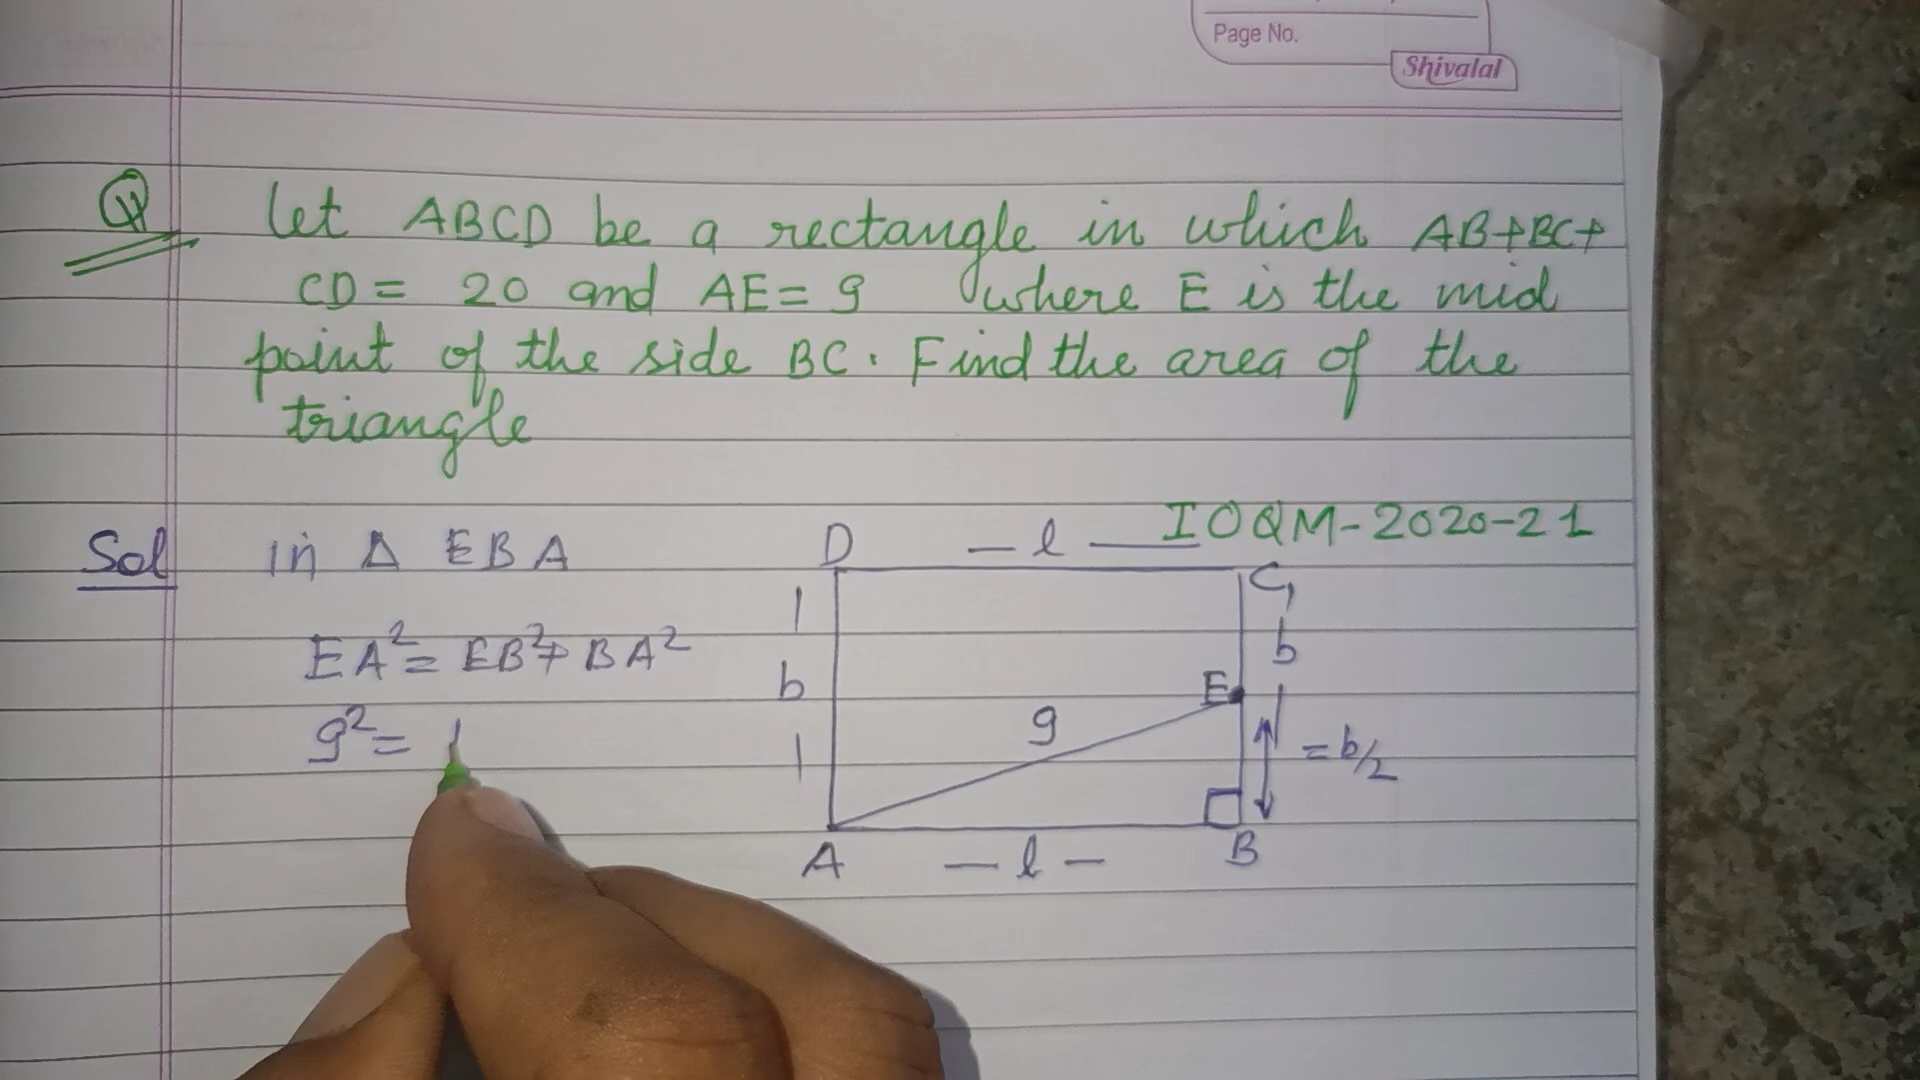 Page No.
Shivalal
Q Let ABCD be a rectangle in which AB+BC+
CD = 20 and AE = 9 where E is the mid
point of the side BC. Find the area of the
triangle
IOQM-2020-21
Sol in Δ EBA
EA² = EB² + BA²
9² =
D — l —
C
l
b
l
b
E
9
= b/2
A — l — B